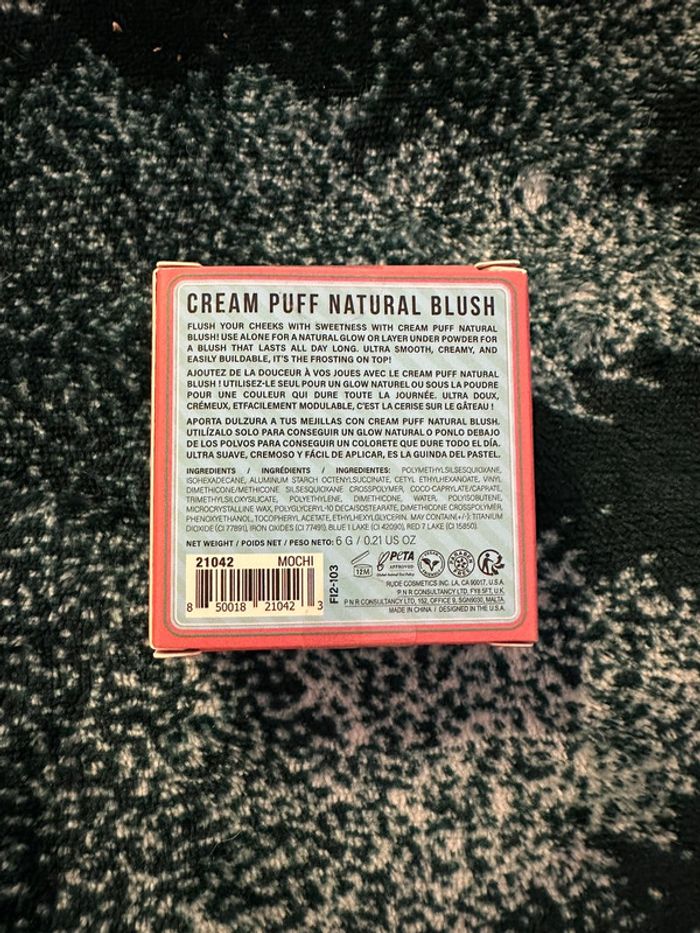 CREAM PUFF NATURAL BLUSH
FLUSH YOUR CHEEKS WITH SWEETNESS WITH CREAM PUFF NATURAL
BLUSH! USE ALONE FOR A NATURAL GLOW OR LAYER UNDER POWDER FOR
A BLUSH THAT LASTS ALL DAY LONG. ULTRA SMOOTH, CREAMY, AND
EASILY BUILDABLE, IT'S THE FROSTING ON TOP!
AJOUTEZ DE LA DOUCEUR À VOS JOUES AVEC LE CREAM PUFF NATURAL
BLUSH ! UTILISEZ-LE SEUL POUR UN GLOW NATUREL OU SOUS LA POUDRE
POUR UNE COULEUR QUI DURE TOUTE LA JOURNÉE. ULTRA DOUX,
CRÉMEUX, ETFACILEMENT MODULABLE, C'EST LA CERISE SUR LE GÂTEAU !
APORTA DULZURA A TUS MEJILLAS CON CREAM PUFF NATURAL BLUSH.
UTILÍZALO SOLO PARA CONSEGUIR UN GLOW NATURAL O PONLO DEBAJO
DE LOS POLVOS PARA CONSEGUIR UN COLORETE QUE DURE TODO EL DÍA.
ULTRA SUAVE, CREMOSO Y FÁCIL DE APLICAR, ES LA GUINDA DEL PASTEL.
INGREDIENTS / INGRÉDIENTS / INGREDIENTES: POLYMETHYLSILSESQUIOXANE,
ISOHEXADECANE, ALUMINUM STARCH OCTENYLSUCCINATE, CETYL ETHYLHEXANOATE, VINYL
DIMETHICONE/METHICONE SILSESQUIOXANE CROSSPOLYMER, COCO-CAPRYLATE/CAPRATE,
TRIMETHYLSILOXYSILICATE, POLYETHYLENE, DIMETHICONE, WATER, POLYISOBUTENE,
MICROCRYSTALLINE WAX, POLYGLYCERYL-10 DECAISOSTEARATE, DIMETHICONE CROSSPOLYMER,
PHENOXYETHANOL, TOCOPHERYL ACETATE, ETHYLHEXYLGLYCERIN. MAY CONTAIN(+/-): TITANIUM
DIOXIDE (CI 77891), IRON OXIDES (CI 77491), BLUE 1 LAKE (CI 42090), RED 7 LAKE (CI 15850).
NET WEIGHT / POIDS NET / PESO NETO: 6 G / 0.21 US OZ
21042 MOCHI
8 50018 21042 3
FI2-103
12M
PETA
APPROVED
RUDE COSMETICS INC. LA, CA 90017, U.S.A.
P N R CONSULTANCY LTD. FY8 5FT, U.K.
P N R CONSULTANCY LTD, 152, OFFICE 9, SGN9030, MALTA.
MADE IN CHINA / DESIGNED IN THE U.S.A.